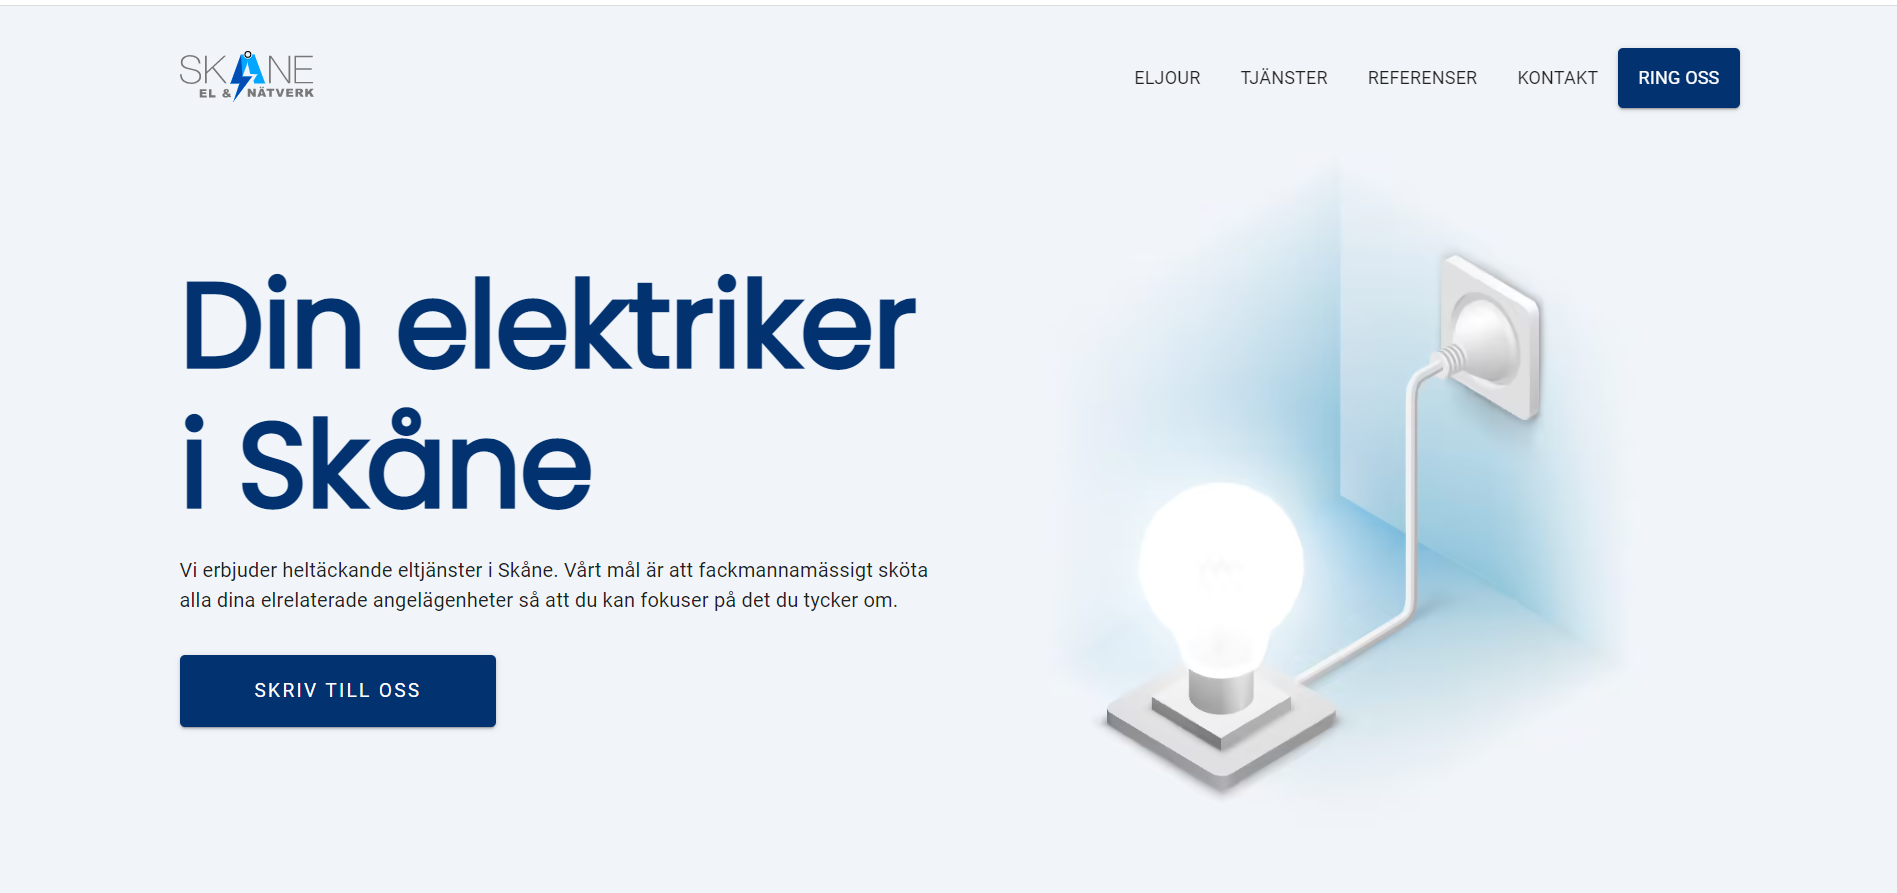 SKÅNE
EL & NÄTVERK
ELJOUR TJÄNSTER REFERENSER KONTAKT RING OSS
Din elektriker
i Skåne
Vi erbjuder heltäckande eltjänster i Skåne. Vårt mål är att fackmannamässigt sköta
alla dina elrelaterade angelägenheter så att du kan fokuser på det du tycker om.
SKRIV TILL OSS